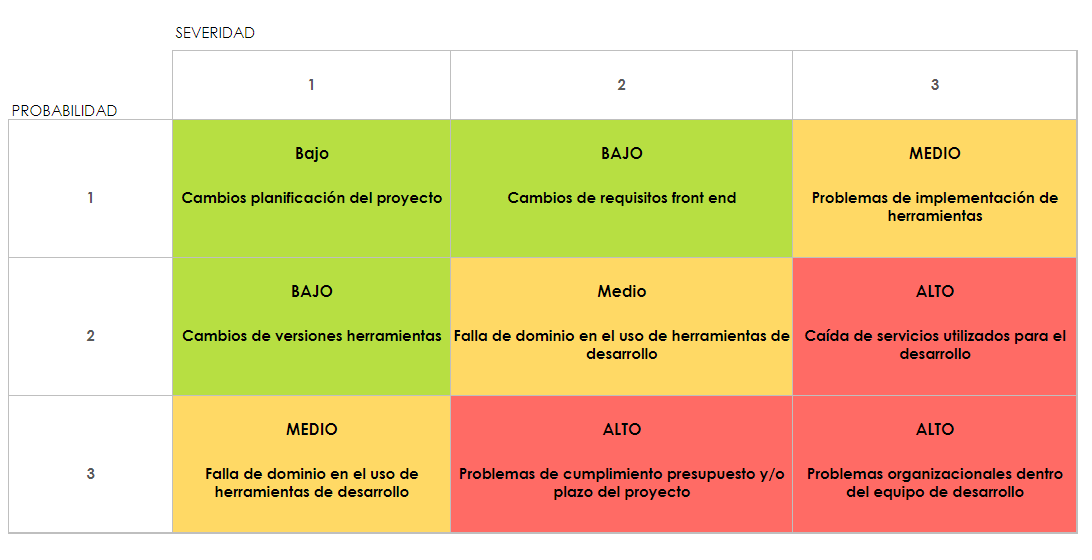 SEVERIDAD
1
2
3
PROBABILIDAD
1
Bajo
Cambios planificación del proyecto
BAJO
Cambios de requisitos front end
MEDIO
Problemas de implementación de
herramientas
2
BAJO
Cambios de versiones herramientas
Medio
Falla de dominio en el uso de herramientas de
desarrollo
ALTO
Caída de servicios utilizados para el
desarrollo
3
MEDIO
Falla de dominio en el uso de
herramientas de desarrollo
ALTO
Problemas de cumplimiento presupuesto y/o
plazo del proyecto
ALTO
Problemas organizacionales dentro
del equipo de desarrollo